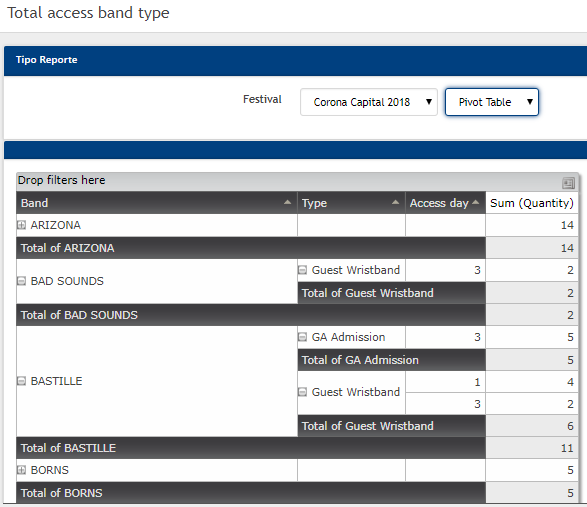 Total access band type
Tipo Reporte
Festival Corona Capital 2018 Pivot Table
Drop filters here
Band Type Access day Sum (Quantity)
ARIZONA 14
Total of ARIZONA 14
BAD SOUNDS Guest Wristband 3 2
Total of Guest Wristband 2
Total of BAD SOUNDS 2
BASTILLE GA Admission 3 5
Total of GA Admission 5
Guest Wristband 1 4
3 2
Total of Guest Wristband 6
Total of BASTILLE 11
BORNS 5
Total of BORNS 5